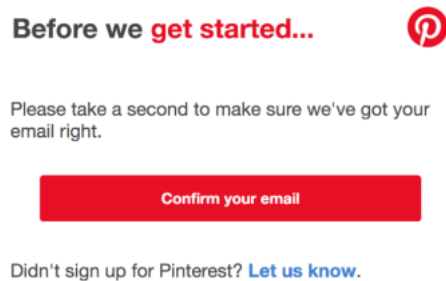 Before we get started...
Please take a second to make sure we've got your
email right.
Confirm your email
Didn't sign up for Pinterest? Let us know.